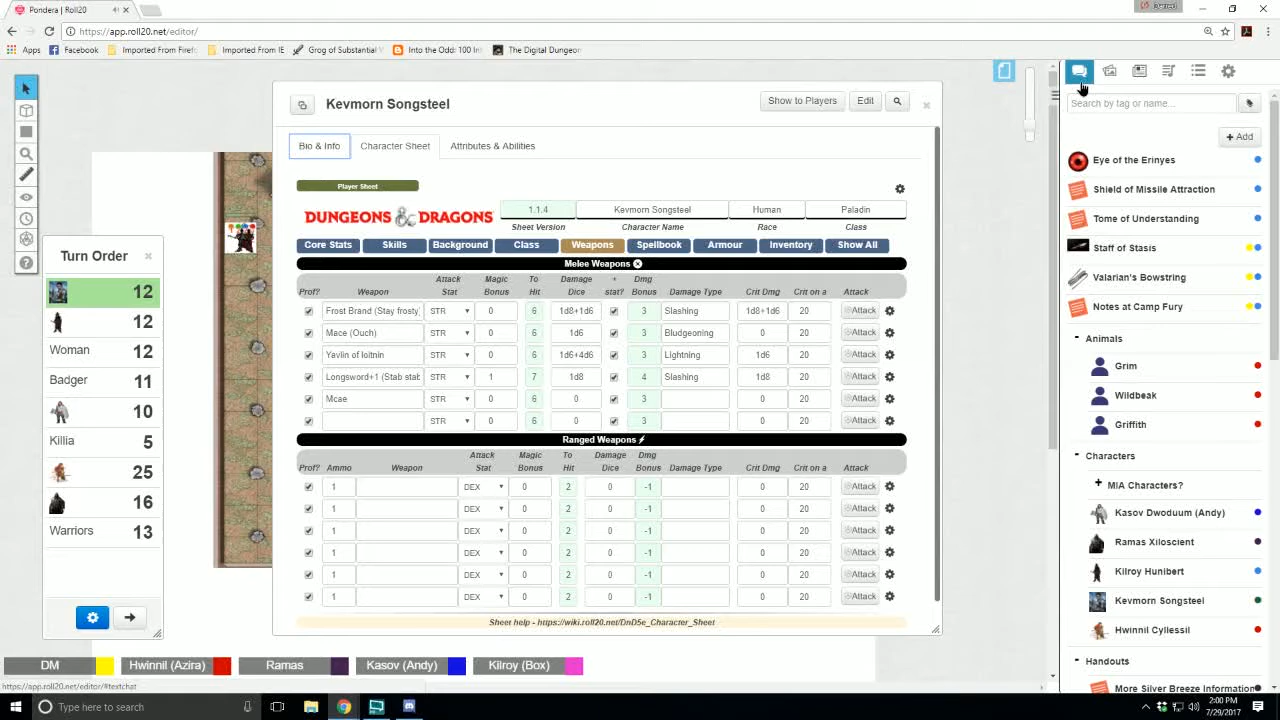 Pondera | Roll20
https://app.roll20.net/editor/
Apps Facebook Imported From Firefo Imported From IE Grog of Substantial V Into the Odd: 100 In The Digital Dungeon
Kevmorn Songsteel
Show to Players Edit
Bio & Info Character Sheet Attributes & Abilities
Player Sheet
DUNGEONS & DRAGONS
1.1.4 Kevmorn Songsteel Human Paladin
Sheet Version Character Name Race Class
Core Stats Skills Background Class Weapons Spellbook Armour Inventory Show All
Melee Weapons
Prof? Weapon Attack Stat Magic Bonus To Hit Damage Dice + stat? Dmg Bonus Damage Type Crit Dmg Crit on a Attack
Frost Brand (Stay frosty STR 0 6 1d8+1d6 3 Slashing 1d8+1d6 20 Attack
Mace (Ouch) STR 0 6 1d6 3 Bludgeoning 0 20 Attack
Yavlin of loitnin STR 0 6 1d6+4d6 3 Lightning 1d6 20 Attack
Longsword+1 (Stab stab STR 1 7 1d8 4 Slashing 1d8 20 Attack
Mcae STR 0 6 0 3 0 20 Attack
STR 0 6 0 3 0 20 Attack
Ranged Weapons
Prof? Ammo Weapon Attack Stat Magic Bonus To Hit Damage Dice Dmg Bonus Damage Type Crit Dmg Crit on a Attack
1 DEX 0 2 0 -1 0 20 Attack
1 DEX 0 2 0 -1 0 20 Attack
1 DEX 0 2 0 -1 0 20 Attack
1 DEX 0 2 0 -1 0 20 Attack
1 DEX 0 2 0 -1 0 20 Attack
1 DEX 0 2 0 -1 0 20 Attack
Sheet help - https://wiki.roll20.net/DnD5e_Character_Sheet
Turn Order
12
12
Woman 12
Badger 11
10
Killia 5
25
16
Warriors 13
Search by tag or name...
+ Add
Eye of the Erinyes
Shield of Missile Attraction
Tome of Understanding
Staff of Stasis
Valarian's Bowstring
Notes at Camp Fury
Animals
Grim
Wildbeak
Griffith
Characters
+ MIA Characters?
Kasov Dwoduum (Andy)
Ramas Xiloscient
Kilroy Hunibert
Kevmorn Songsteel
Hwinnil Cyllessil
Handouts
More Silver Breeze Information
DM Hwinnil (Azira) Ramas Kasov (Andy) Kilroy (Box)
https://app.roll20.net/editor/#textchat
Type here to search
2:00 PM
7/29/2017